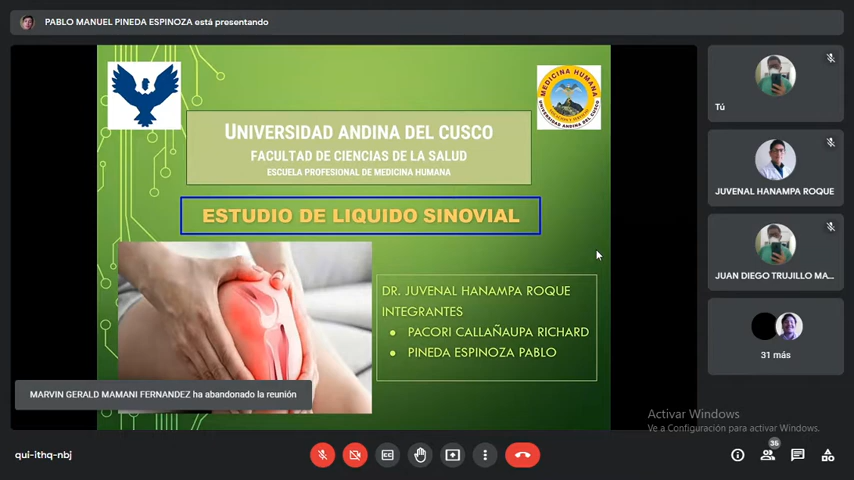 PABLO MANUEL PINEDA ESPINOZA está presentando
MEDICINA HUMANA
UNIVERSIDAD ANDINA DEL CUSCO
UNIVERSIDAD ANDINA DEL CUSCO
FACULTAD DE CIENCIAS DE LA SALUD
ESCUELA PROFESIONAL DE MEDICINA HUMANA
ESTUDIO DE LIQUIDO SINOVIAL
DR. JUVENAL HANAMPA ROQUE
INTEGRANTES
• PACORI CALLAÑAUPA RICHARD
• PINEDA ESPINOZA PABLO
MARVIN GERALD MAMANI FERNANDEZ ha abandonado la reunión
Tú
JUVENAL HANAMPA ROQUE
JUAN DIEGO TRUJILLO MA...
31 más
Activar Windows
Ve a Configuración para activar Windows.
qui-ithq-nbj
CC
35